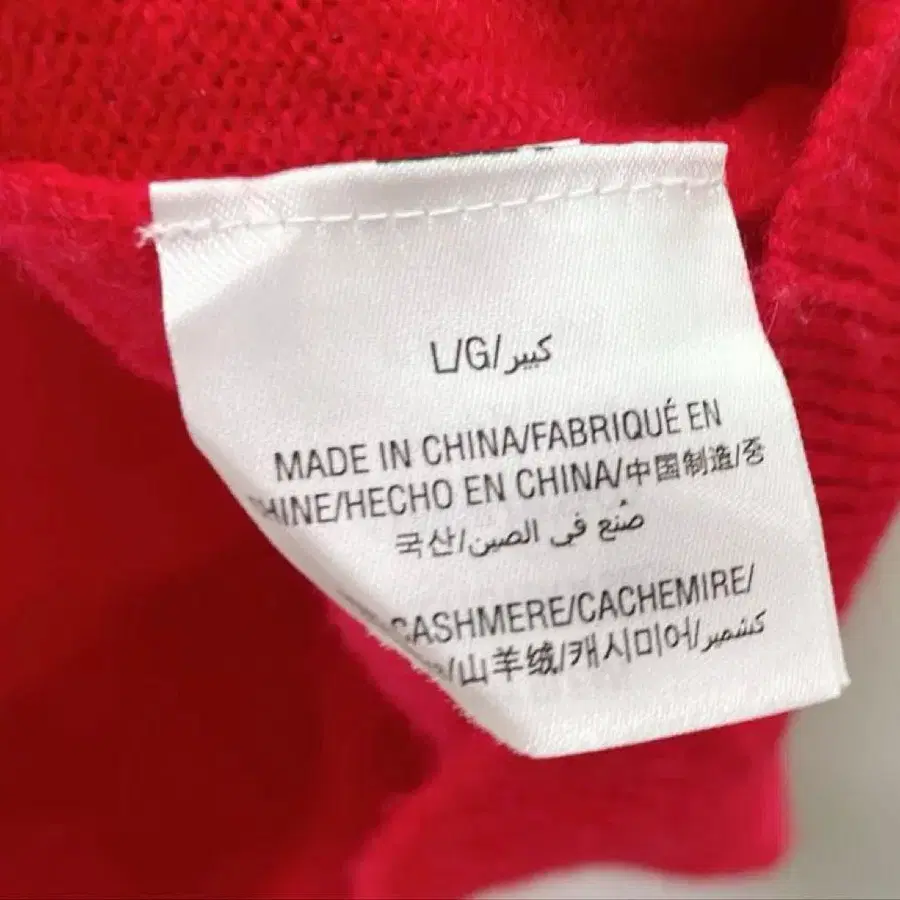 L/G/كبير
MADE IN CHINA/FABRIQUÉ EN
HINE/HECHO EN CHINA/中国制造/중
국산/صُنع في الصين
CASHMERE/CACHEMIRE/
/山羊绒/캐시미어/كشمير